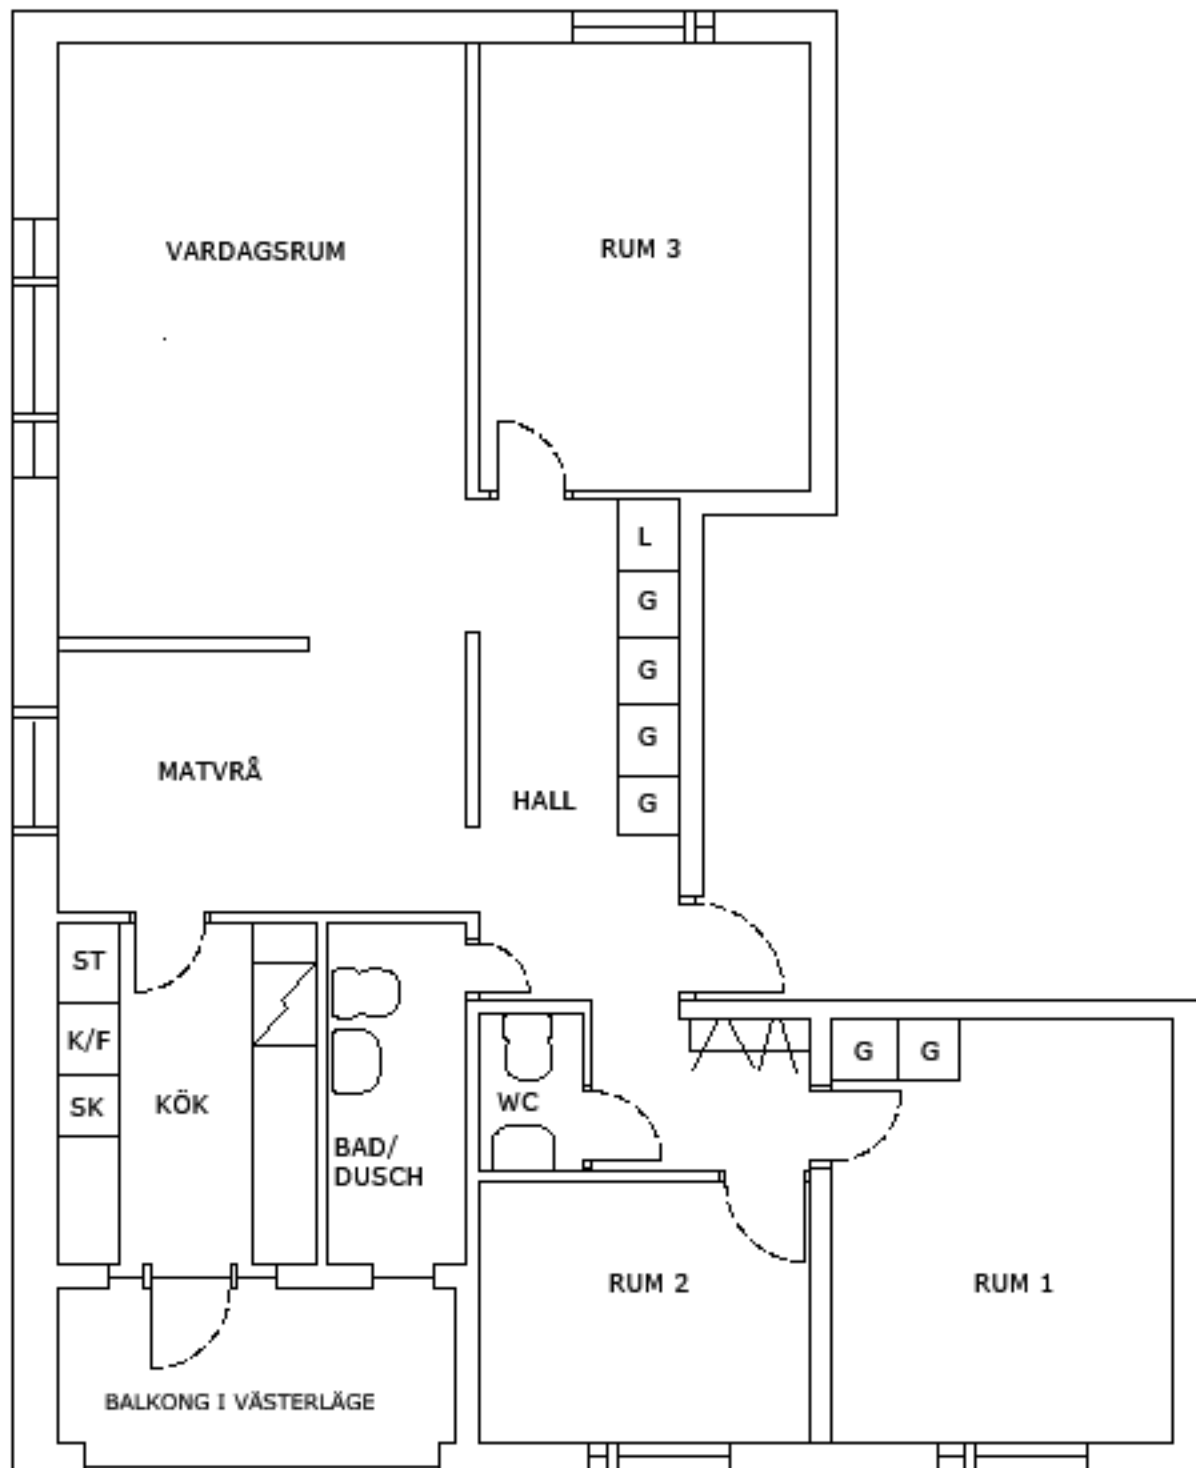 VARDAGSRUM
RUM 3
L
G
G
G
G
MATVRÅ
HALL
ST
K/F
SK
KÖK
BAD/
DUSCH
WC
G
G
RUM 2
RUM 1
BALKONG I VÄSTERLÄGE